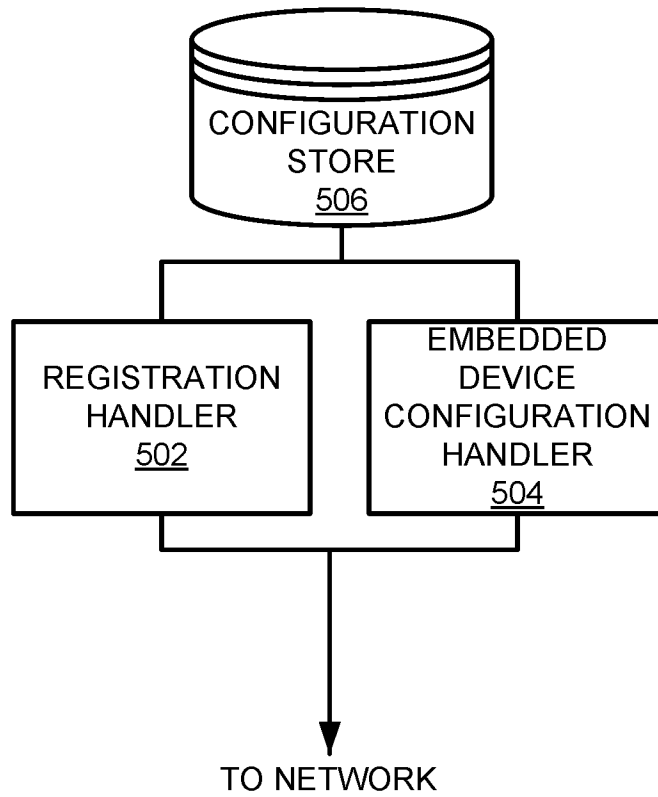 CONFIGURATION
STORE
506
REGISTRATION
HANDLER
502
EMBEDDED
DEVICE
CONFIGURATION
HANDLER
504
TO NETWORK